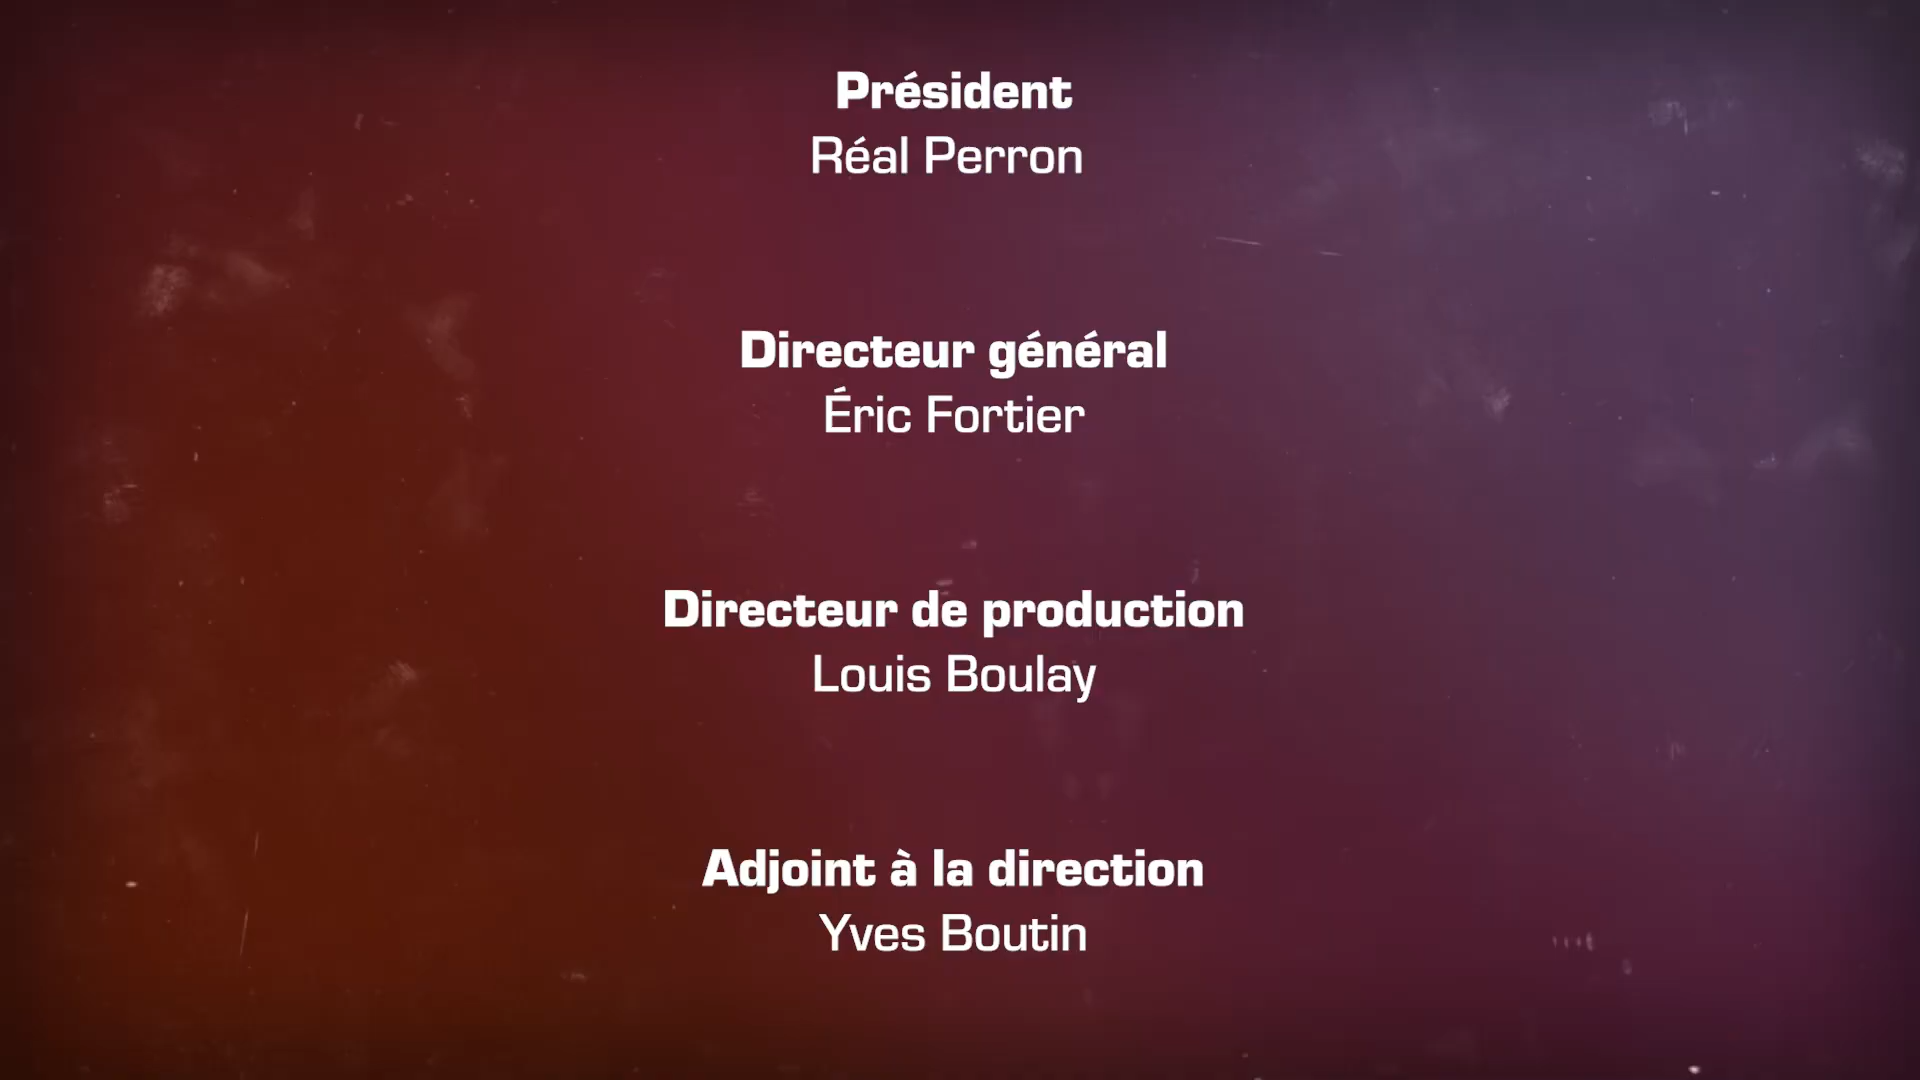 Président
Réal Perron
Directeur général
Éric Fortier
Directeur de production
Louis Boulay
Adjoint à la direction
Yves Boutin